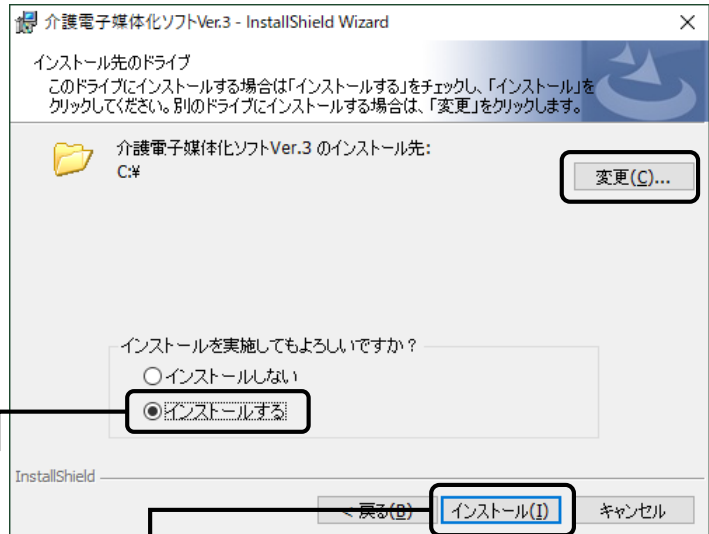 介護電子媒体化ソフトVer.3 - InstallShield Wizard
インストール先のドライブ
このドライブにインストールする場合は「インストールする」をチェックし、「インストール」を
クリックしてください。別のドライブにインストールする場合は、「変更」をクリックします。
介護電子媒体化ソフトVer.3 のインストール先:
C:¥
変更(C)...
インストールを実施してもよろしいですか？
インストールしない
インストールする
InstallShield
< 戻る(B)
インストール(I)
キャンセル